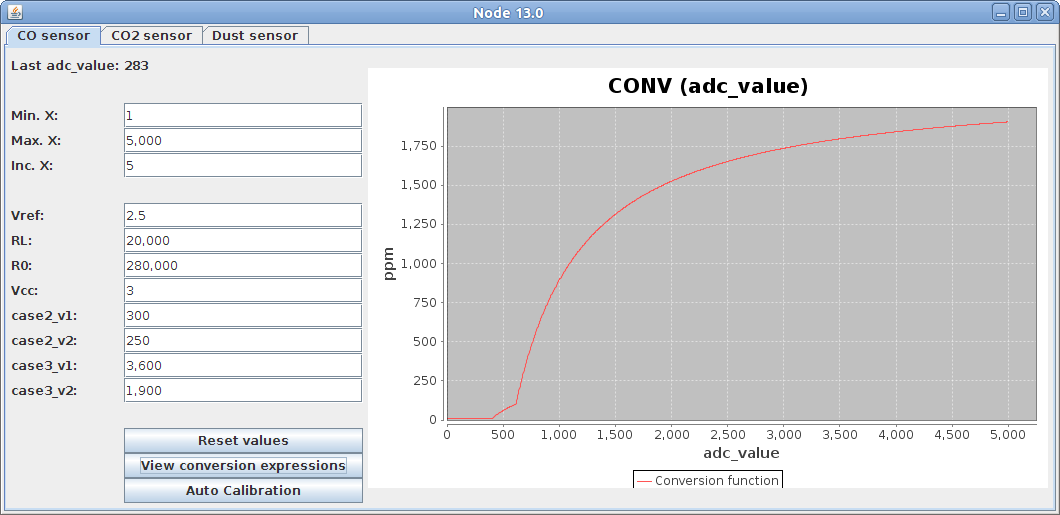 Node 13.0
CO sensor CO2 sensor Dust sensor
Last adc_value: 283
Min. X: 1
Max. X: 5,000
Inc. X: 5
Vref: 2.5
RL: 20,000
R0: 280,000
Vcc: 3
case2_v1: 300
case2_v2: 250
case3_v1: 3,600
case3_v2: 1,900
Reset values
View conversion expressions
Auto Calibration
CONV (adc_value)
ppm
1,750
1,500
1,250
1,000
750
500
250
0
0 500 1,000 1,500 2,000 2,500 3,000 3,500 4,000 4,500 5,000
adc_value
Conversion function